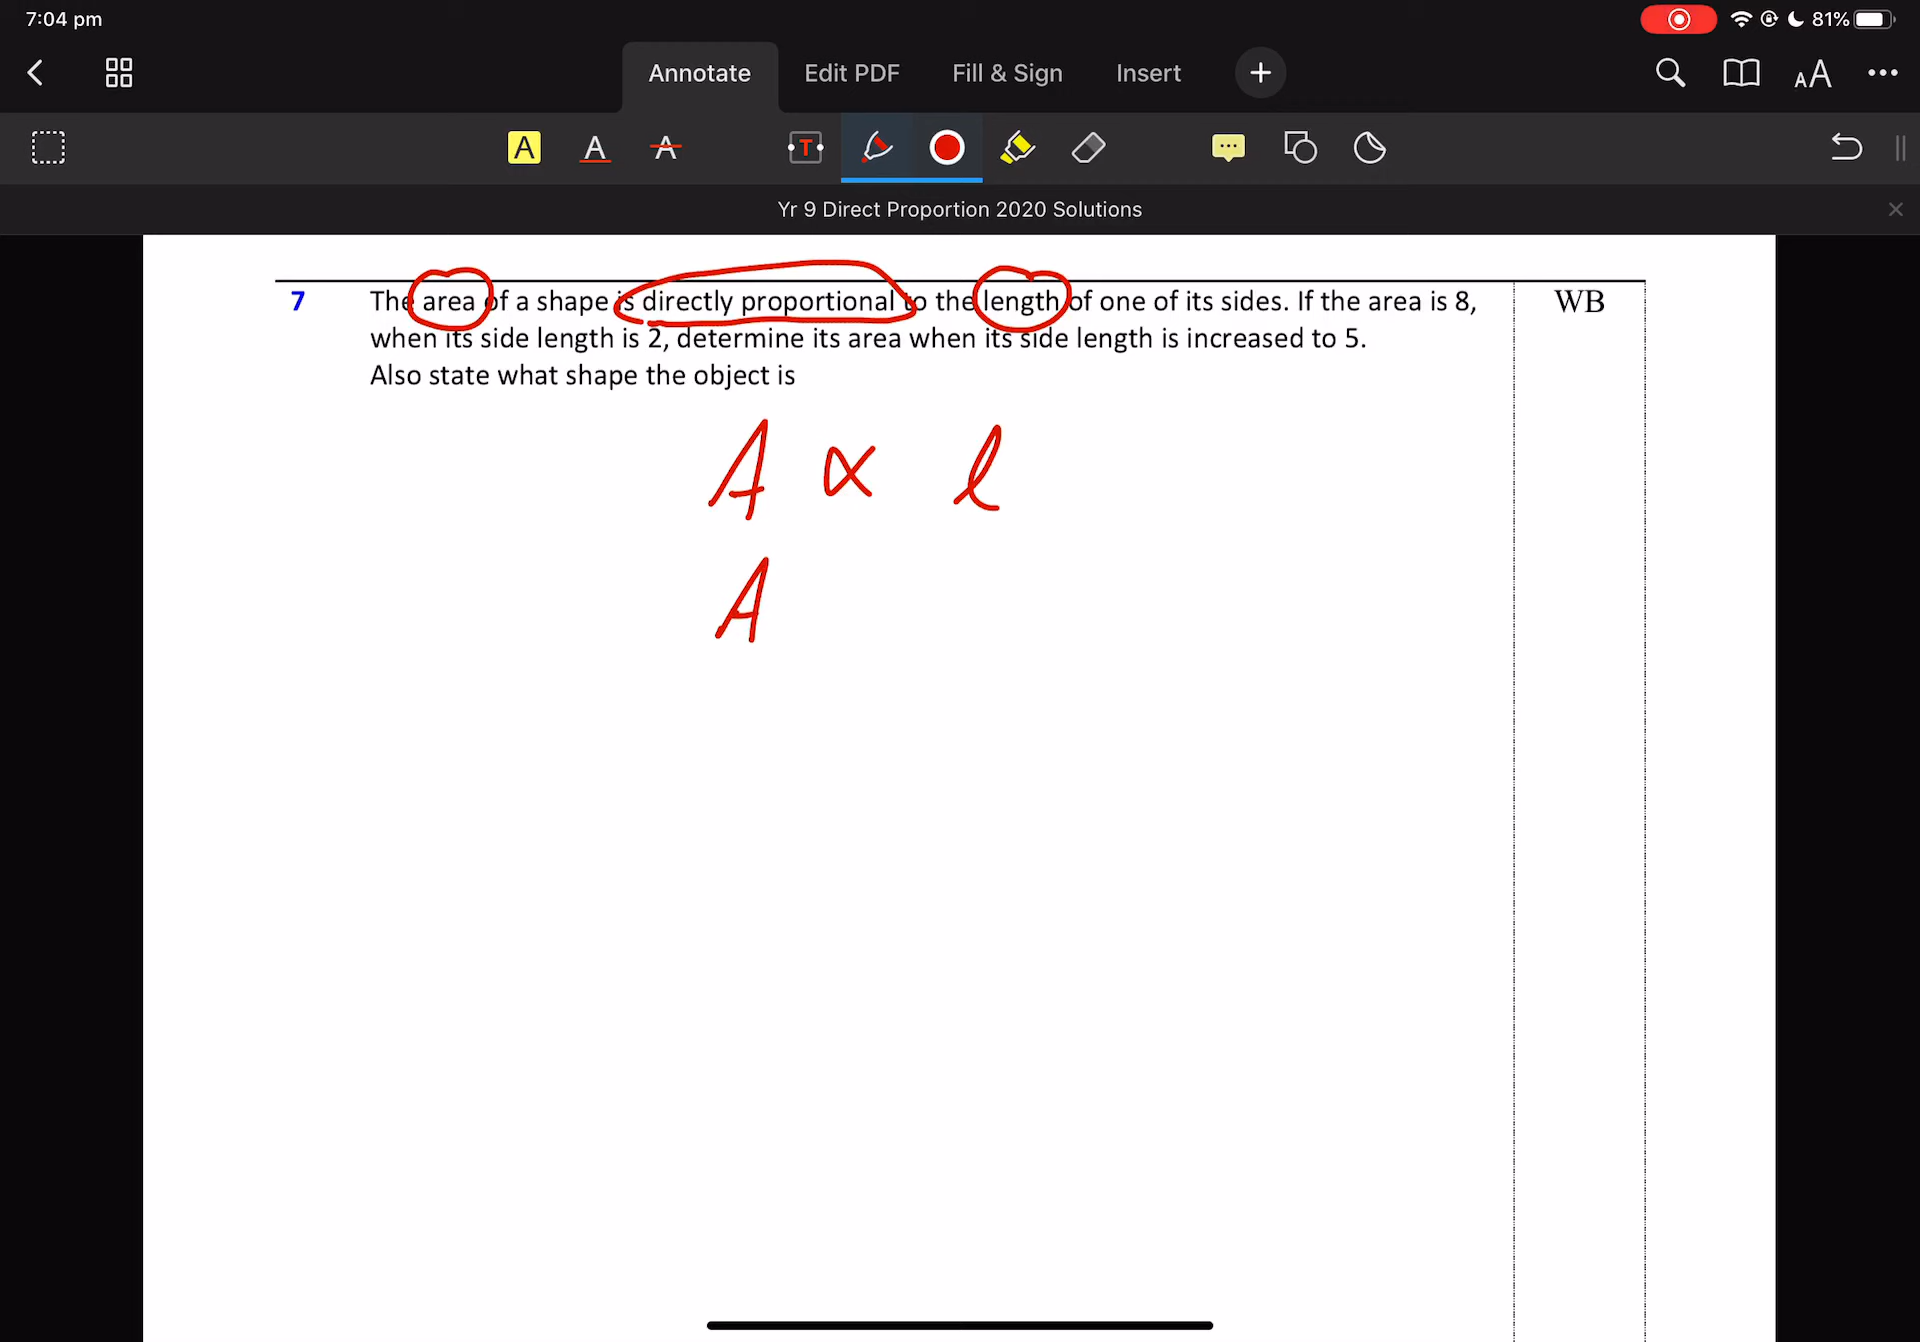 7:04 pm
81%
Annotate Edit PDF Fill & Sign Insert
AA
A A A T
Yr 9 Direct Proportion 2020 Solutions
7 The area of a shape is directly proportional to the length of one of its sides. If the area is 8, WB
when its side length is 2, determine its area when its side length is increased to 5.
Also state what shape the object is
A ∝ l
A